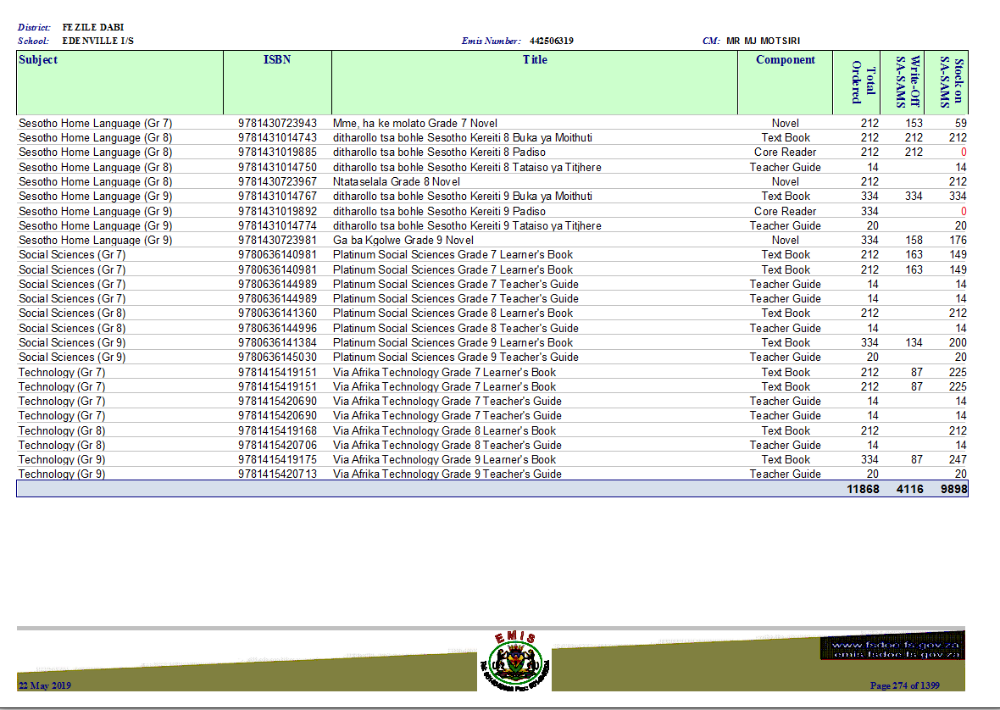 District: FEZILE DABI
School: EDENVILLE I/S Emis Number: 442506319 CM: MR MJ MOTSIRI
Subject ISBN Title Component Total Ordered Write-Off SA-SAMS Stock on SA-SAMS
Sesotho Home Language (Gr 7) 9781430723943 Mme, ha ke molato Grade 7 Novel Novel 212 153 59
Sesotho Home Language (Gr 8) 9781431014743 ditharollo tsa bohle Sesotho Kereiti 8 Buka ya Moithuti Text Book 212 212 212
Sesotho Home Language (Gr 8) 9781431019885 ditharollo tsa bohle Sesotho Kereiti 8 Padiso Core Reader 212 212 0
Sesotho Home Language (Gr 8) 9781431014750 ditharollo tsa bohle Sesotho Kereiti 8 Tataiso ya Titjhere Teacher Guide 14 14
Sesotho Home Language (Gr 8) 9781430723967 Ntataselala Grade 8 Novel Novel 212 212
Sesotho Home Language (Gr 9) 9781431014767 ditharollo tsa bohle Sesotho Kereiti 9 Buka ya Moithuti Text Book 334 334 334
Sesotho Home Language (Gr 9) 9781431019892 ditharollo tsa bohle Sesotho Kereiti 9 Padiso Core Reader 334 0
Sesotho Home Language (Gr 9) 9781431014774 ditharollo tsa bohle Sesotho Kereiti 9 Tataiso ya Titjhere Teacher Guide 20 20
Sesotho Home Language (Gr 9) 9781430723981 Ga ba Kgolwe Grade 9 Novel Novel 334 158 176
Social Sciences (Gr 7) 9780636140981 Platinum Social Sciences Grade 7 Learner's Book Text Book 212 163 149
Social Sciences (Gr 7) 9780636140981 Platinum Social Sciences Grade 7 Learner's Book Text Book 212 163 149
Social Sciences (Gr 7) 9780636144989 Platinum Social Sciences Grade 7 Teacher's Guide Teacher Guide 14 14
Social Sciences (Gr 7) 9780636144989 Platinum Social Sciences Grade 7 Teacher's Guide Teacher Guide 14 14
Social Sciences (Gr 8) 9780636141360 Platinum Social Sciences Grade 8 Learner's Book Text Book 212 212
Social Sciences (Gr 8) 9780636144996 Platinum Social Sciences Grade 8 Teacher's Guide Teacher Guide 14 14
Social Sciences (Gr 9) 9780636141384 Platinum Social Sciences Grade 9 Learner's Book Text Book 334 134 200
Social Sciences (Gr 9) 9780636145030 Platinum Social Sciences Grade 9 Teacher's Guide Teacher Guide 20 20
Technology (Gr 7) 9781415419151 Via Afrika Technology Grade 7 Learner's Book Text Book 212 87 225
Technology (Gr 7) 9781415419151 Via Afrika Technology Grade 7 Learner's Book Text Book 212 87 225
Technology (Gr 7) 9781415420690 Via Afrika Technology Grade 7 Teacher's Guide Teacher Guide 14 14
Technology (Gr 7) 9781415420690 Via Afrika Technology Grade 7 Teacher's Guide Teacher Guide 14 14
Technology (Gr 8) 9781415419168 Via Afrika Technology Grade 8 Learner's Book Text Book 212 212
Technology (Gr 8) 9781415420706 Via Afrika Technology Grade 8 Teacher's Guide Teacher Guide 14 14
Technology (Gr 9) 9781415419175 Via Afrika Technology Grade 9 Learner's Book Text Book 334 87 247
Technology (Gr 9) 9781415420713 Via Afrika Technology Grade 9 Teacher's Guide Teacher Guide 20 20
11868 4116 9898
EMIS
www.fsdoe.fs.gov.za
emis.fsdoe.fs.gov.za
22 May 2019 Page 274 of 1399